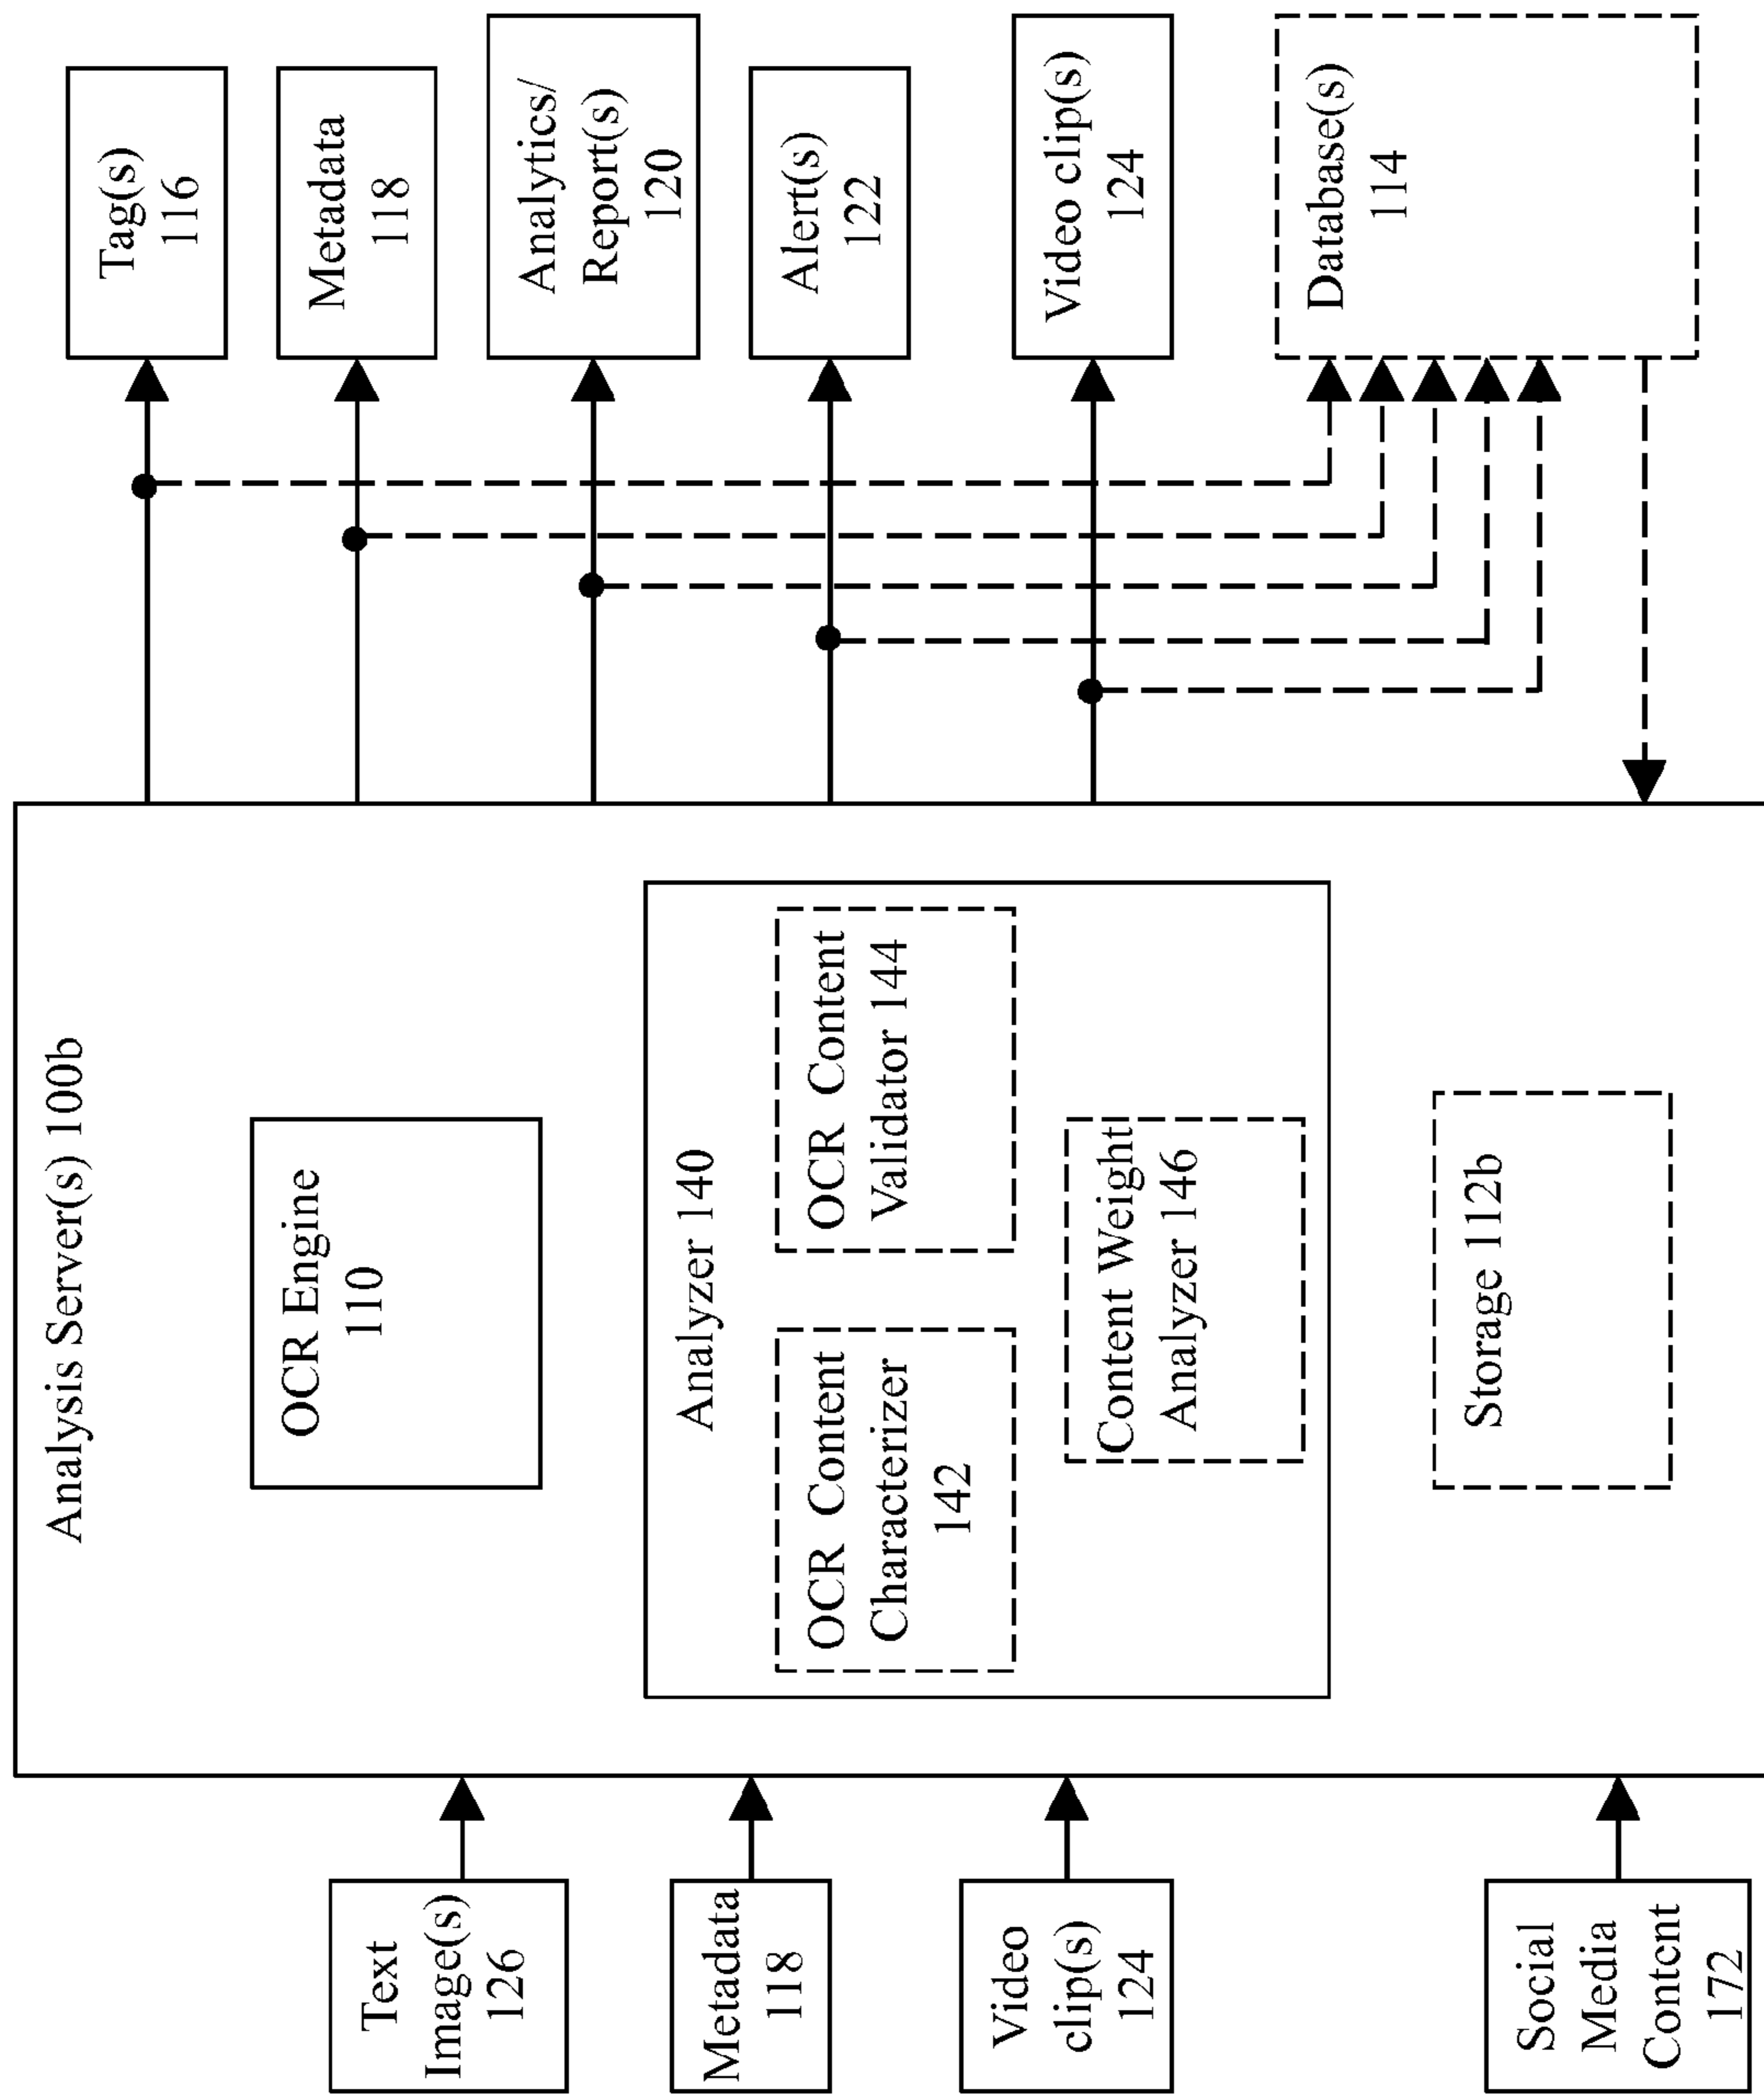 Analysis Server(s) 100b
OCR Engine
110
Analyzer 140
OCR Content
Characterizer
142
OCR Content
Validator 144
Content Weight
Analyzer 146
Storage 112b
Text
Image(s)
126
Metadata
118
Video
clip(s)
124
Social
Media
Content
172
Tag(s)
116
Metadata
118
Analytics/
Report(s)
120
Alert(s)
122
Video clip(s)
124
Database(s)
114